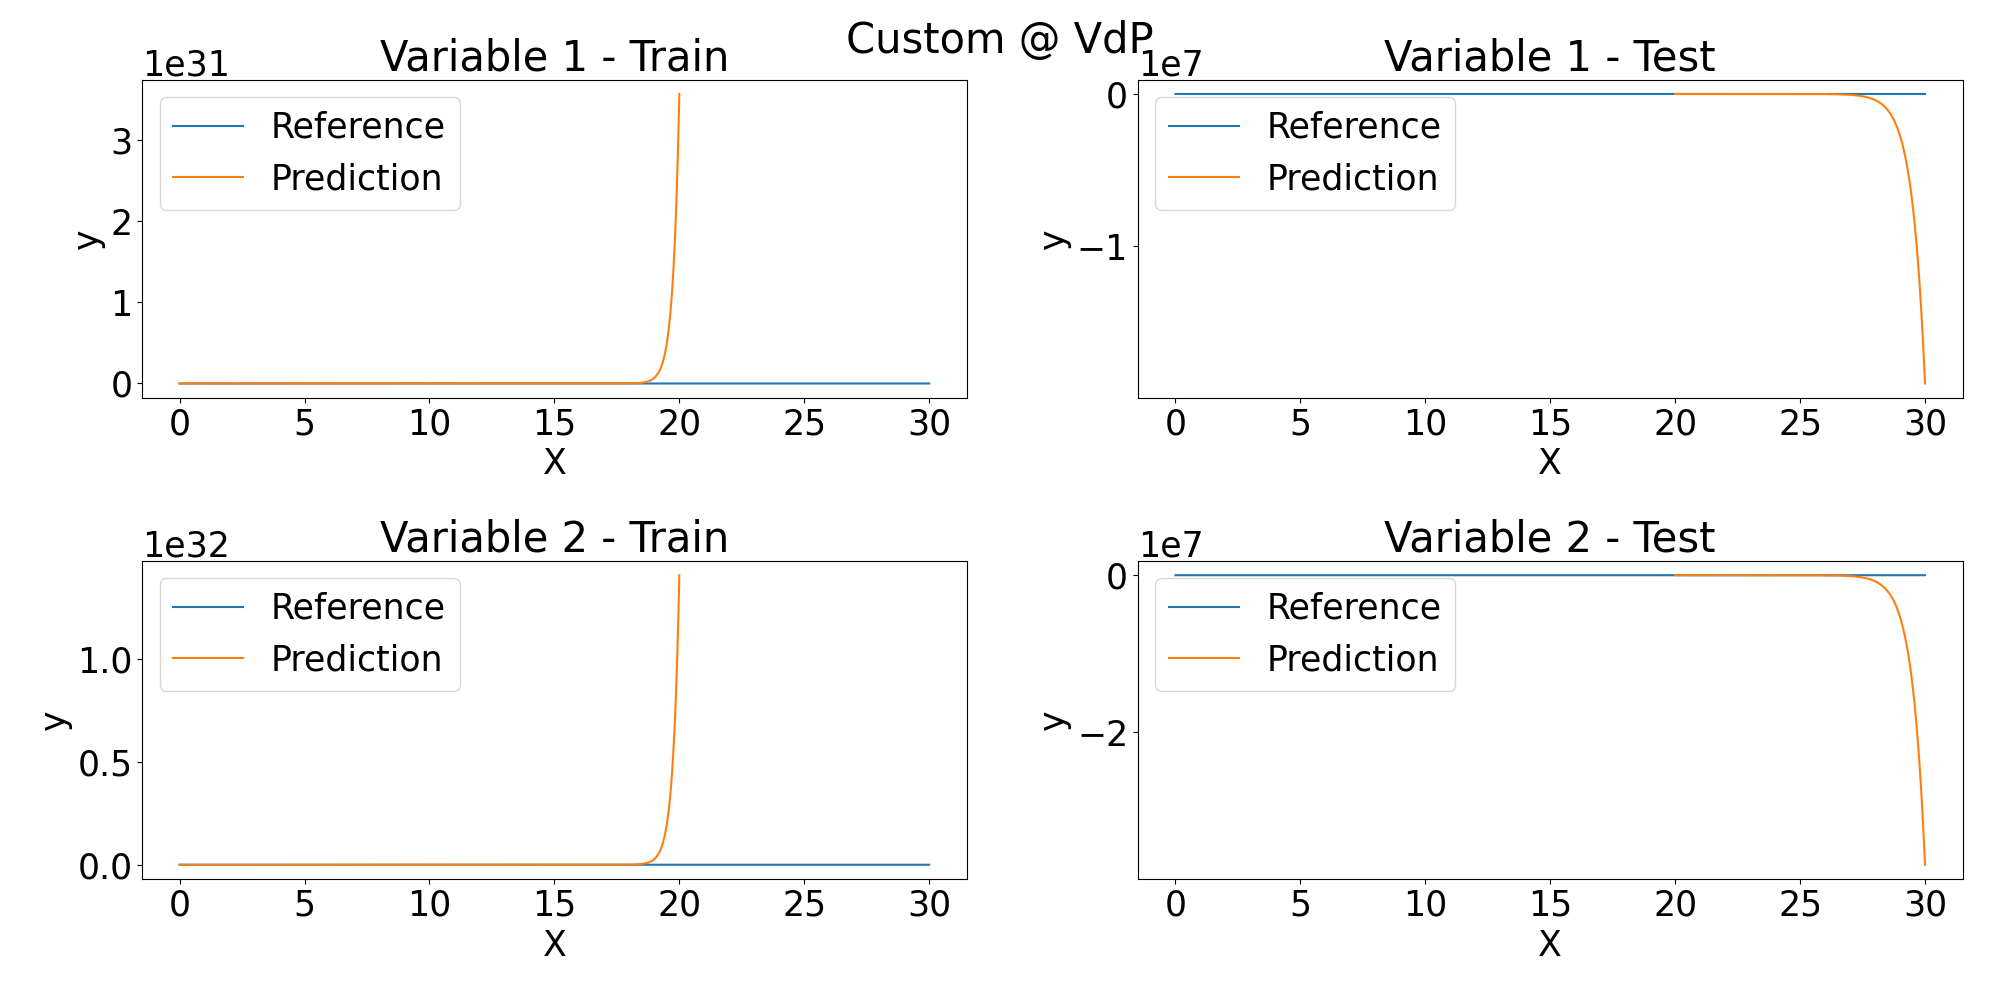 Custom @ VdP
Variable 1 - Train
1e31
Reference
Prediction
3
2
1
0
y
0 5 10 15 20 25 30
X
Variable 1 - Test
1e7
Reference
Prediction
0
−1
y
0 5 10 15 20 25 30
X
Variable 2 - Train
1e32
Reference
Prediction
1.0
0.5
0.0
y
0 5 10 15 20 25 30
X
Variable 2 - Test
1e7
Reference
Prediction
0
−2
y
0 5 10 15 20 25 30
X